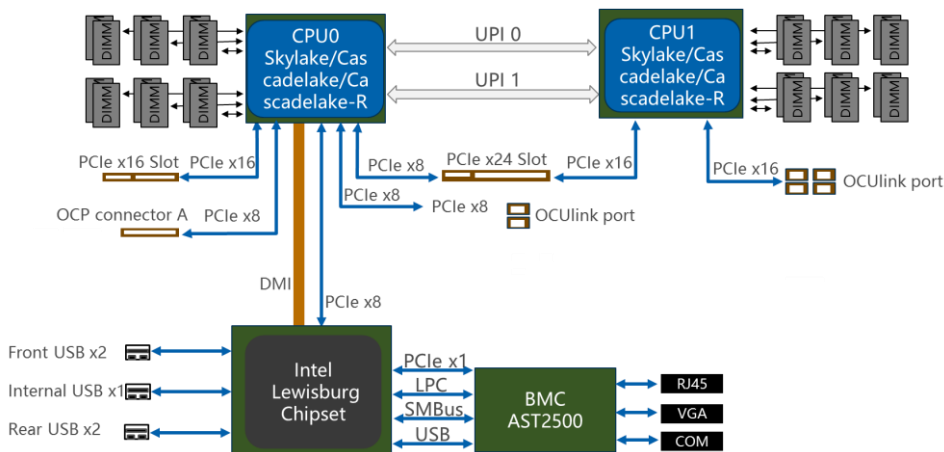 DIMM
DIMM
DIMM
CPU0
Skylake/Cas
cadelake/Ca
scadelake-R
UPI 0
UPI 1
CPU1
Skylake/Cas
cadelake/Ca
scadelake-R
DIMM
DIMM
DIMM
DIMM
DIMM
DIMM
DIMM
DIMM
DIMM
PCIe x16 Slot
PCIe x16
PCIe x8
PCIe x24 Slot
PCIe x16
PCIe x16
OCUlink port
OCP connector A
PCIe x8
PCIe x8
PCIe x8
OCUlink port
DMI
PCIe x8
Front USB x2
Internal USB x1
Rear USB x2
Intel
Lewisburg
Chipset
PCIe x1
LPC
SMBus
USB
BMC
AST2500
RJ45
VGA
COM